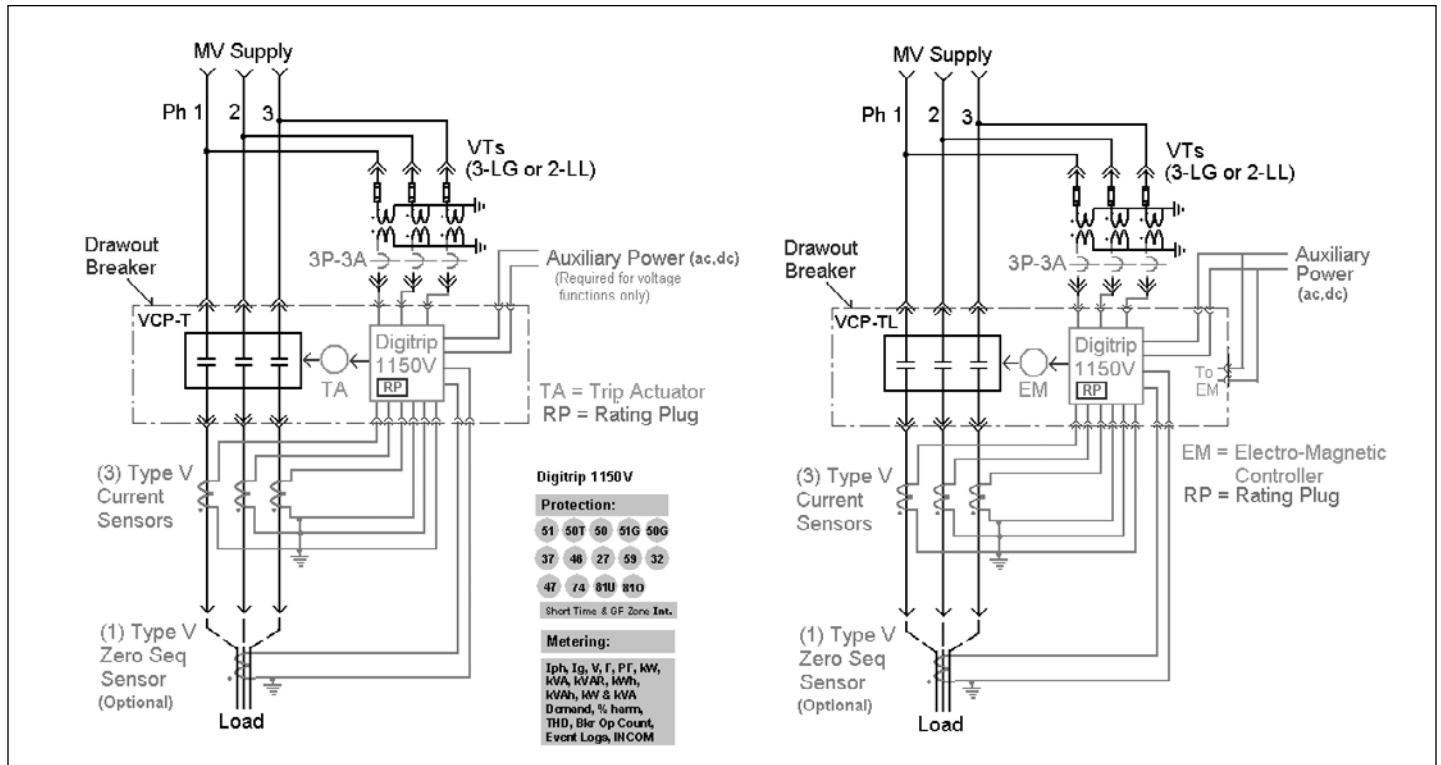 MV Supply
Ph 1
2
3
VTs
(3-LG or 2-LL)
Drawout
Breaker
3P-3A
Auxiliary Power (ac,dc)
(Required for voltage
functions only)
VCP-T
Digitrip
1150V
RP
TA
TA = Trip Actuator
RP = Rating Plug
(3) Type V
Current
Sensors
(1) Type V
Zero Seq
Sensor
(Optional)
Load
Digitrip 1150V
Protection:
51 50T 50 51G 50G
37 46 27 59 32
47 74 81U 81O
Short Time & GF Zone Int.
Metering:
Iph, Ig, V, F, PF, kW,
kVA, kVAR, kWh,
kVAh, kW & kVA
Demand, % harm,
THD, Bkr Op Count,
Event Logs, INCOM
MV Supply
Ph 1
2
3
VTs
(3-LG or 2-LL)
Drawout
Breaker
3P-3A
Auxiliary
Power
(ac,dc)
VCP-TL
Digitrip
1150V
RP
EM
To
EM
EM = Electro-Magnetic
Controller
RP = Rating Plug
(3) Type V
Current
Sensors
(1) Type V
Zero Seq
Sensor
(Optional)
Load